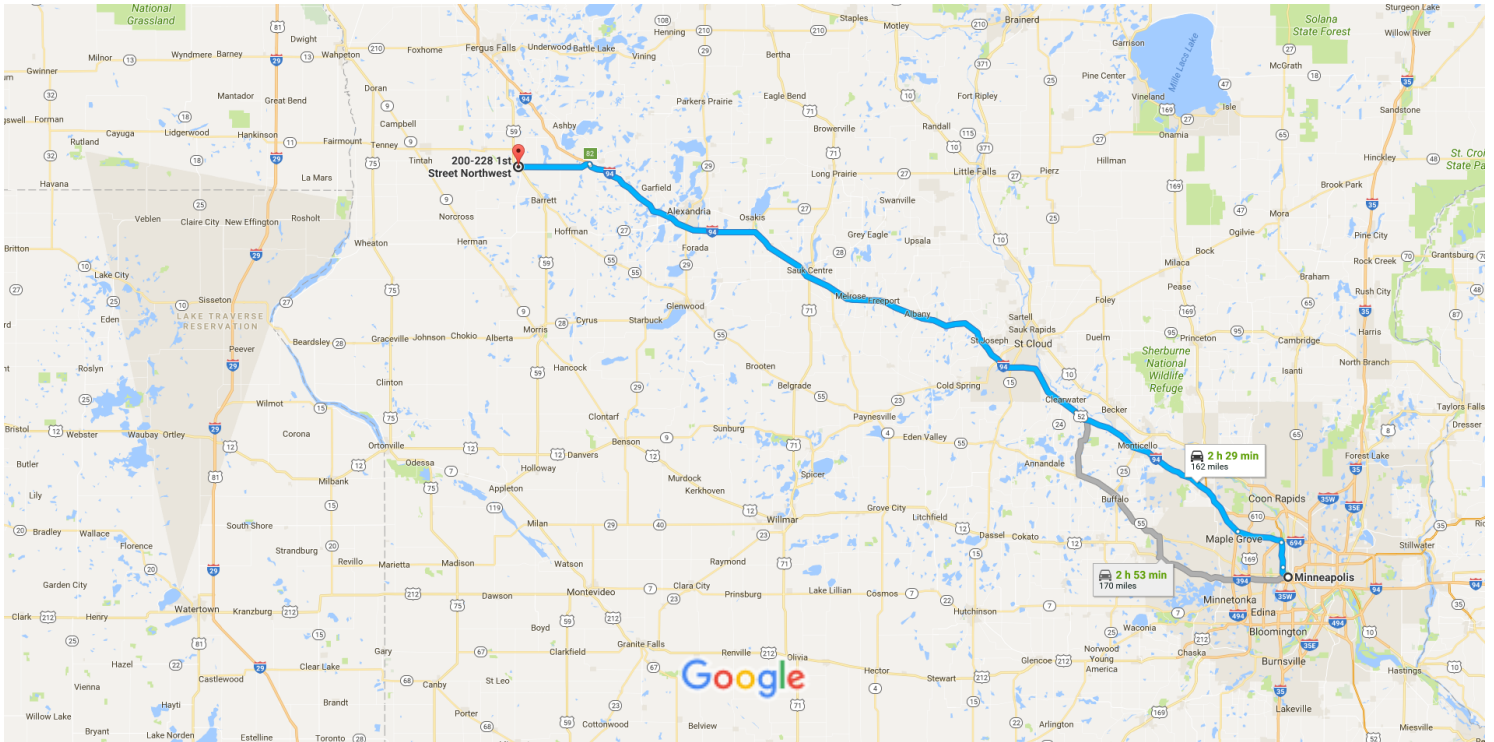 National
Grassland
Dwight
Wahpeton
Foxhome
Fergus Falls
Underwood
Battle Lake
Henning
Vining
Staples
Motley
Bertha
Brainerd
Garrison
Solana
State Forest
Sturgeon Lake
Willow River
Milnor
Wyndmere
Barney
Gwinner
Mantador
Great Bend
Doran
Campbell
Ashby
Parkers Prairie
Eagle Bend
Fort Ripley
Pine Center
Mille Lacs Lake
Vineland
Isle
McGrath
Sandstone
Forman
Cayuga
Lidgerwood
Hankinson
Rutland
Fairmount
Tenney
Tintah
200-228 1st
Street Northwest
Browerville
Randall
Onamia
Hinckley
Havana
La Mars
Barrett
Garfield
Long Prairie
Little Falls
Pierz
Hillman
Brook Park
Veblen
Claire City
New Effington
Rosholt
Norcross
Hoffman
Alexandria
Osakis
Swanville
Mora
Ogilvie
Pine City
Britton
Wheaton
Herman
Forada
Grey Eagle
Upsala
Bock
Milaca
Rock Creek
Grantsburg
Lake City
Sauk Centre
Pease
Braham
Rush City
Sisseton
Eden
LAKE TRAVERSE
RESERVATION
Glenwood
Melrose
Freeport
Albany
Foley
Sartell
Sauk Rapids
St Cloud
St Joseph
Morris
Cyrus
Starbuck
Beardsley
Graceville
Johnson
Chokio
Alberta
Duelm
Princeton
Cambridge
Harris
Peever
Roslyn
Hancock
Brooten
Sherburne
National
Wildlife
Refuge
Isanti
North Branch
Clinton
Belgrade
Cold Spring
Clearwater
Becker
Wilmot
Clontarf
Sunburg
Paynesville
Taylors Falls
Dresser
Bristol
Webster
Waubay
Ortley
Corona
Ortonville
Benson
Danvers
Eden Valley
Monticello
Butler
Odessa
Holloway
Annandale
2 h 29 min
162 miles
Forest Lake
Lily
Milbank
Appleton
Murdock
Kerkhoven
Spicer
Buffalo
Coon Rapids
Bradley
Wallace
South Shore
Milan
Willmar
Grove City
Litchfield
Dassel
Cokato
Maple Grove
Stillwater
Florence
Strandburg
Revillo
Marietta
Madison
Watson
Raymond
2 h 53 min
170 miles
Minneapolis
Garden City
Clara City
Prinsburg
Lake Lillian
Cosmos
Minnetonka
Edina
Watertown
Kranzburg
Dawson
Montevideo
Hutchinson
Waconia
Bloomington
Clark
Henry
Boyd
Granite Falls
Chaska
Burnsville
Gary
Clarkfield
Renville
Olivia
Norwood
Young
America
Hazel
Clear Lake
Canby
St Leo
Google
Hector
Stewart
Glencoe
Hastings
Vienna
Castlewood
Hayti
Brandt
Porter
Lakeville
Willow Lake
Bryant
Lake Norden
Estelline
Toronto
Cottonwood
Belview
Arlington
Miesville